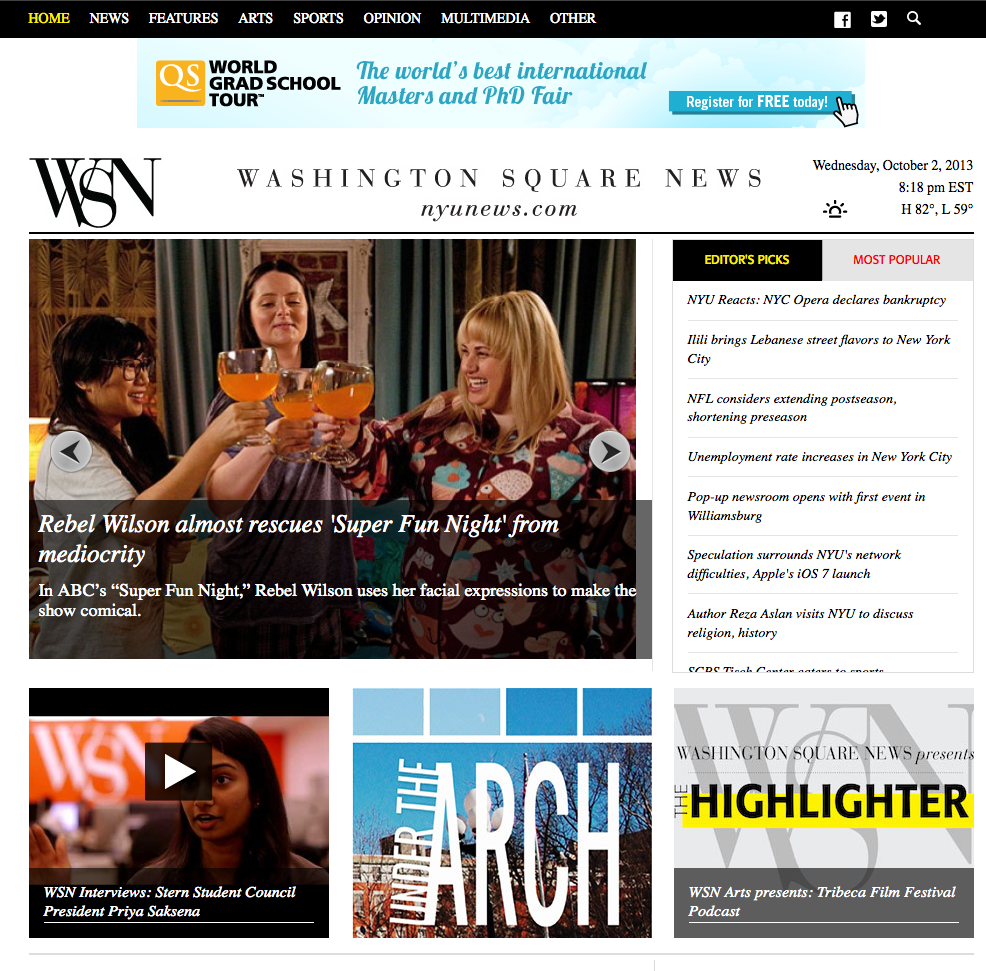 HOME NEWS FEATURES ARTS SPORTS OPINION MULTIMEDIA OTHER
QS WORLD
GRAD SCHOOL
TOUR™
The world's best international
Masters and PhD Fair
Register for FREE today!
WSN
WASHINGTON SQUARE NEWS
nyunews.com
Wednesday, October 2, 2013
8:18 pm EST
H 82°, L 59°
Rebel Wilson almost rescues 'Super Fun Night' from
mediocrity
In ABC's “Super Fun Night,” Rebel Wilson uses her facial expressions to make the
show comical.
EDITOR'S PICKS MOST POPULAR
NYU Reacts: NYC Opera declares bankruptcy
Ilili brings Lebanese street flavors to New York
City
NFL considers extending postseason,
shortening preseason
Unemployment rate increases in New York City
Pop-up newsroom opens with first event in
Williamsburg
Speculation surrounds NYU's network
difficulties, Apple's iOS 7 launch
Author Reza Aslan visits NYU to discuss
religion, history
SCPS Tisch Center caters to sports
WSN
WSN Interviews: Stern Student Council
President Priya Saksena
UNDER THE
ARCH
WSN
WASHINGTON SQUARE NEWS presents
THE HIGHLIGHTER
WSN Arts presents: Tribeca Film Festival
Podcast